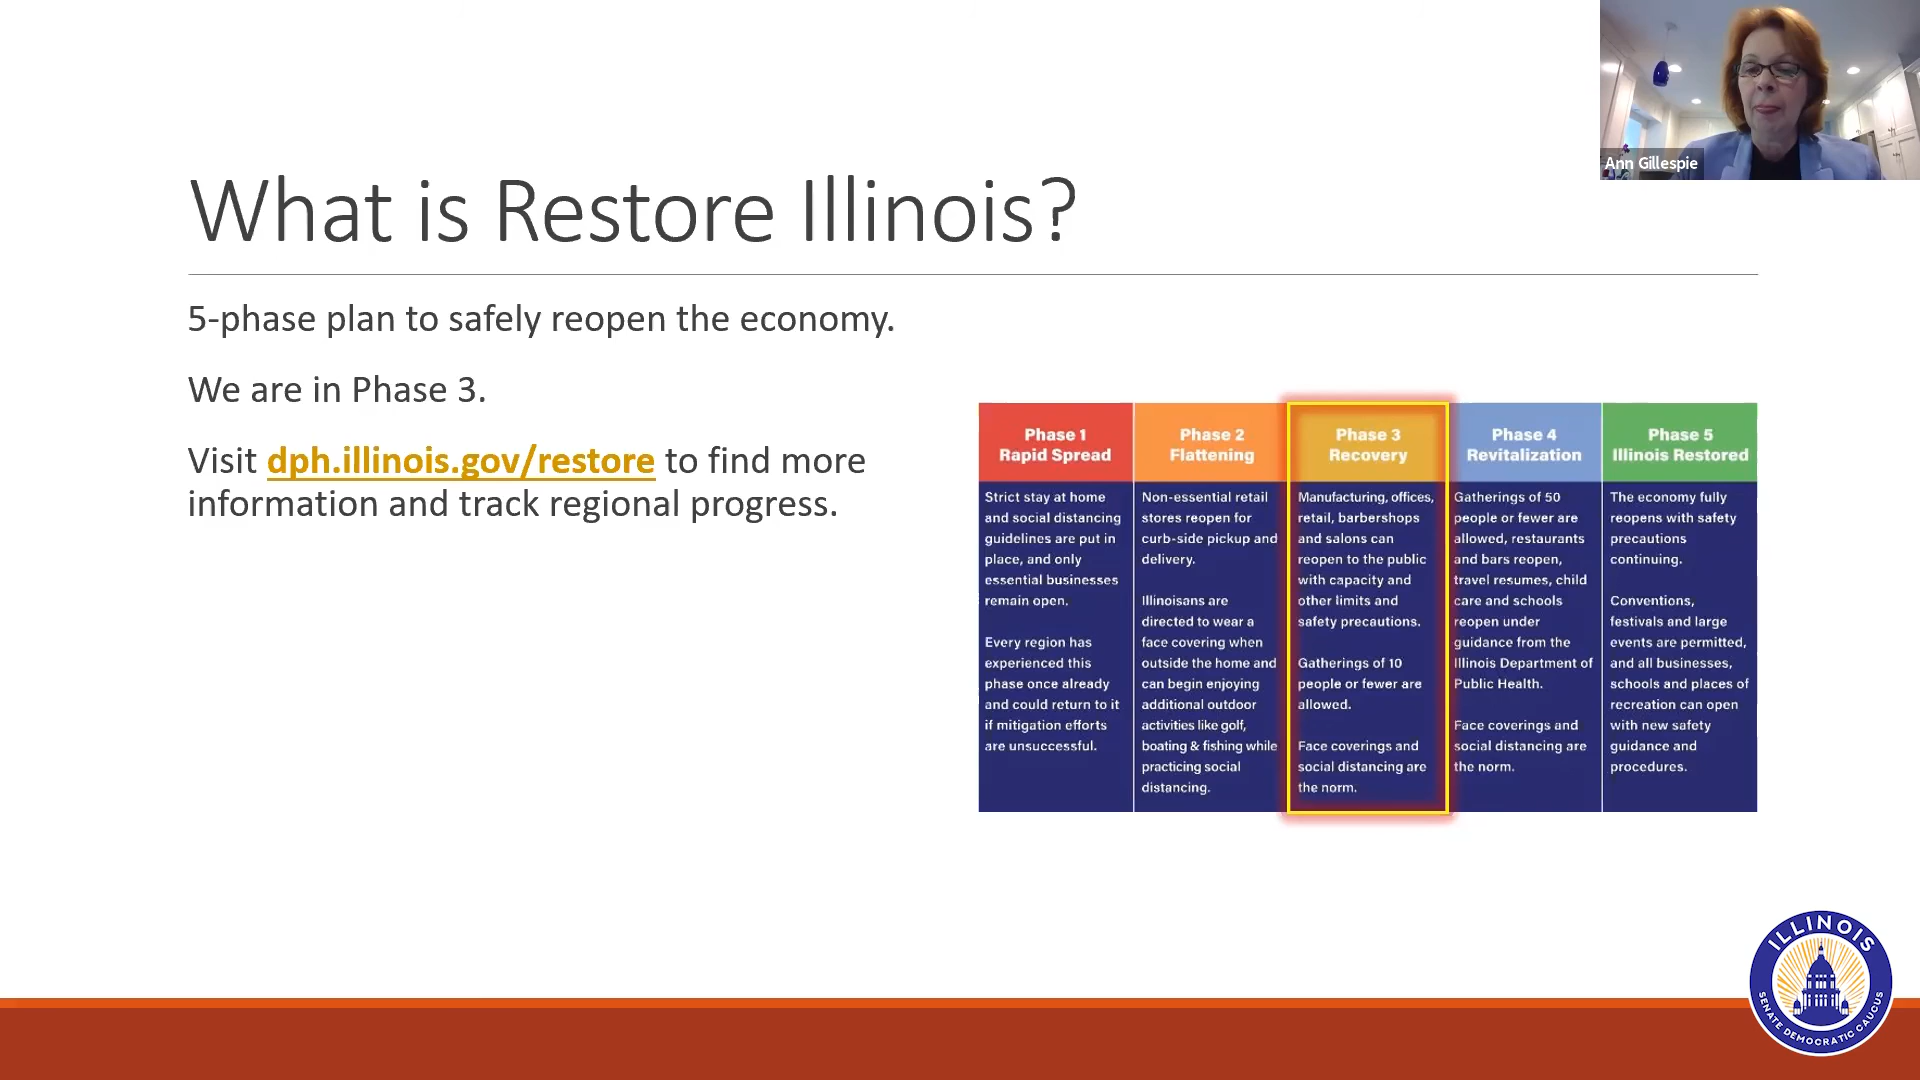 Ann Gillespie
What is Restore Illinois?
5-phase plan to safely reopen the economy.
We are in Phase 3.
Visit dph.illinois.gov/restore to find more
information and track regional progress.
Phase 1
Rapid Spread
Strict stay at home
and social distancing
guidelines are put in
place, and only
essential businesses
remain open.
Every region has
experienced this
phase once already
and could return to it
if mitigation efforts
are unsuccessful.
Phase 2
Flattening
Non-essential retail
stores reopen for
curb-side pickup and
delivery.
Illinoisans are
directed to wear a
face covering when
outside the home and
can begin enjoying
additional outdoor
activities like golf,
boating & fishing while
practicing social
distancing.
Phase 3
Recovery
Manufacturing, offices,
retail, barbershops
and salons can
reopen to the public
with capacity and
other limits and
safety precautions.
Gatherings of 10
people or fewer are
allowed.
Face coverings and
social distancing are
the norm.
Phase 4
Revitalization
Gatherings of 50
people or fewer are
allowed, restaurants
and bars reopen,
travel resumes, child
care and schools
reopen under
guidance from the
Illinois Department of
Public Health.
Face coverings and
social distancing are
the norm.
Phase 5
Illinois Restored
The economy fully
reopens with safety
precautions
continuing.
Conventions,
festivals and large
events are permitted,
and all businesses,
schools and places of
recreation can open
with new safety
guidance and
procedures.
ILLINOIS
SENATE DEMOCRATIC CAUCUS